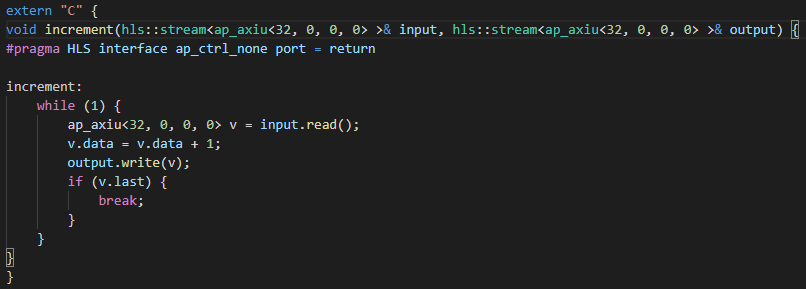 extern "C" {
void increment(hls::stream<ap_axiu<32, 0, 0, 0> >& input, hls::stream<ap_axiu<32, 0, 0, 0> >& output) {
#pragma HLS interface ap_ctrl_none port = return

increment:
    while (1) {
        ap_axiu<32, 0, 0, 0> v = input.read();
        v.data = v.data + 1;
        output.write(v);
        if (v.last) {
            break;
        }
    }
}
}